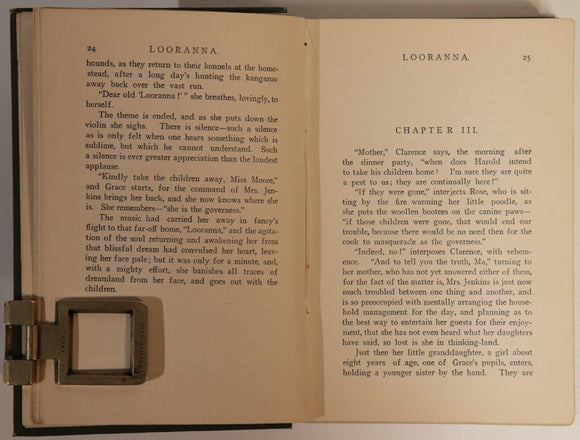 24
LOORANNA.
hounds, as they return to their kennels at the home-
stead, after a long day's hunting the kangaroo
away back over the vast run.
"Dear old 'Looranna!'" she breathes, lovingly, to
herself.
The theme is ended, and as she puts down the
violin she sighs. There is silence—such a silence
as is only felt when one hears something which is
sublime, but which he cannot understand. Such
a silence is ever greater appreciation than the loudest
applause.
"Kindly take the children away, Miss Moore,"
and Grace starts, for the command of Mrs. Jen-
kins brings her back, and she now knows where she
is. She remembers—"she is the governess."
The music had carried her away in fancy's
flight to that far-off home, "Looranna," and the agita-
tion of the soul returning and awakening her from
that blissful dream had convulsed her heart, leav-
ing her face pale; but it was only for a minute, and,
with a mighty effort, she banishes all traces of
dreamland from her face, and goes out with the
children.
LOORANNA.
25
CHAPTER III.
"Mother," Clarence says, the morning after
the dinner party, "when does Harold intend
to take his children home? I'm sure they are quite
a pest to us; they are continually here!"
"If they were gone," interjects Rose, who is sit-
ting by the fire warming her little poodle, as
she puts the woollen bootees on the canine paws—
"if those children were gone, that would end our
trouble, because there would be no need then for the
cook to masquerade as the governess."
"Indeed, no!" interposes Clarence, with vehem-
ence. "And to tell you the truth, Ma," turning to
her mother, who has not yet answered either of them,
for the fact of the matter is, Mrs. Jenkins is just now
much troubled between one thing and another, and
is so preoccupied with mentally arranging the house-
hold management for the day, and planning as to
the best way to entertain her guests for their enjoy-
ment, that she has not even heard what her daughters
have said, so lost is she in thinking-land.
Just then her little granddaughter, a girl about
eight years of age, one of Grace's pupils, enters,
holding a younger sister by the hand. They are